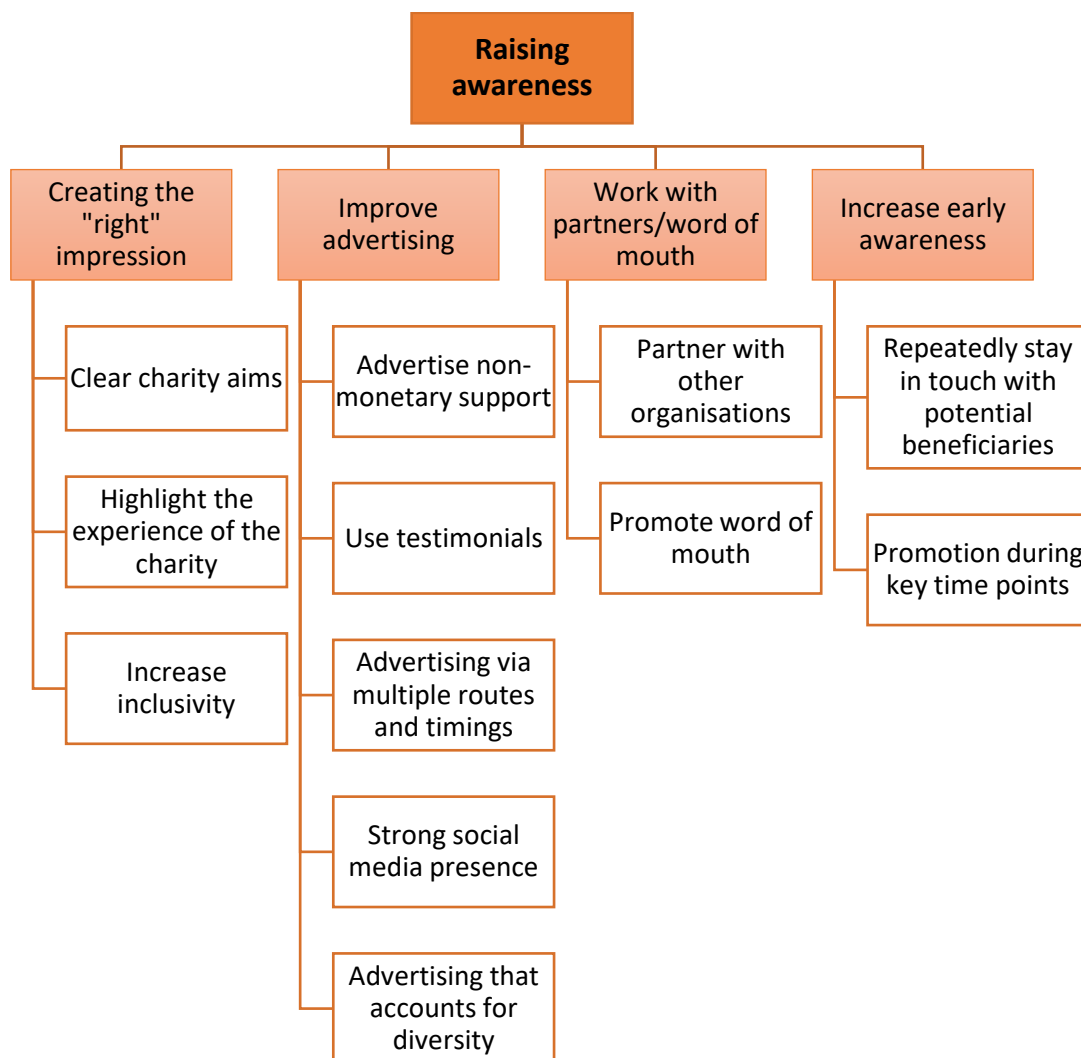 Raising
awareness
Creating the
"right"
impression
Clear charity aims
Highlight the
experience of the
charity
Increase
inclusivity
Improve
advertising
Advertise non-
monetary support
Use testimonials
Advertising via
multiple routes
and timings
Strong social
media presence
Advertising that
accounts for
diversity
Work with
partners/word of
mouth
Partner with
other
organisations
Promote word of
mouth
Increase early
awareness
Repeatedly stay
in touch with
potential
beneficiaries
Promotion during
key time points